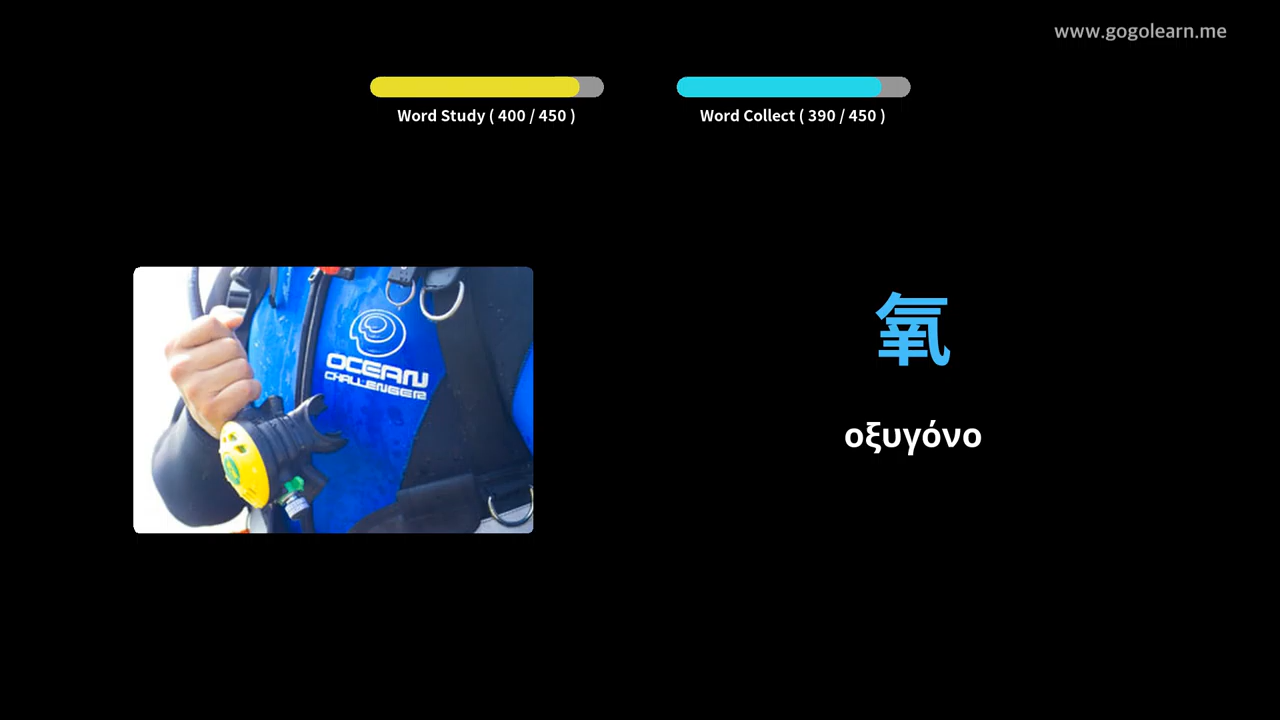 www.gogolearn.me
Word Study ( 400 / 450 )
Word Collect ( 390 / 450 )
OCEAN
CHALLENGER
氧
οξυγόνο